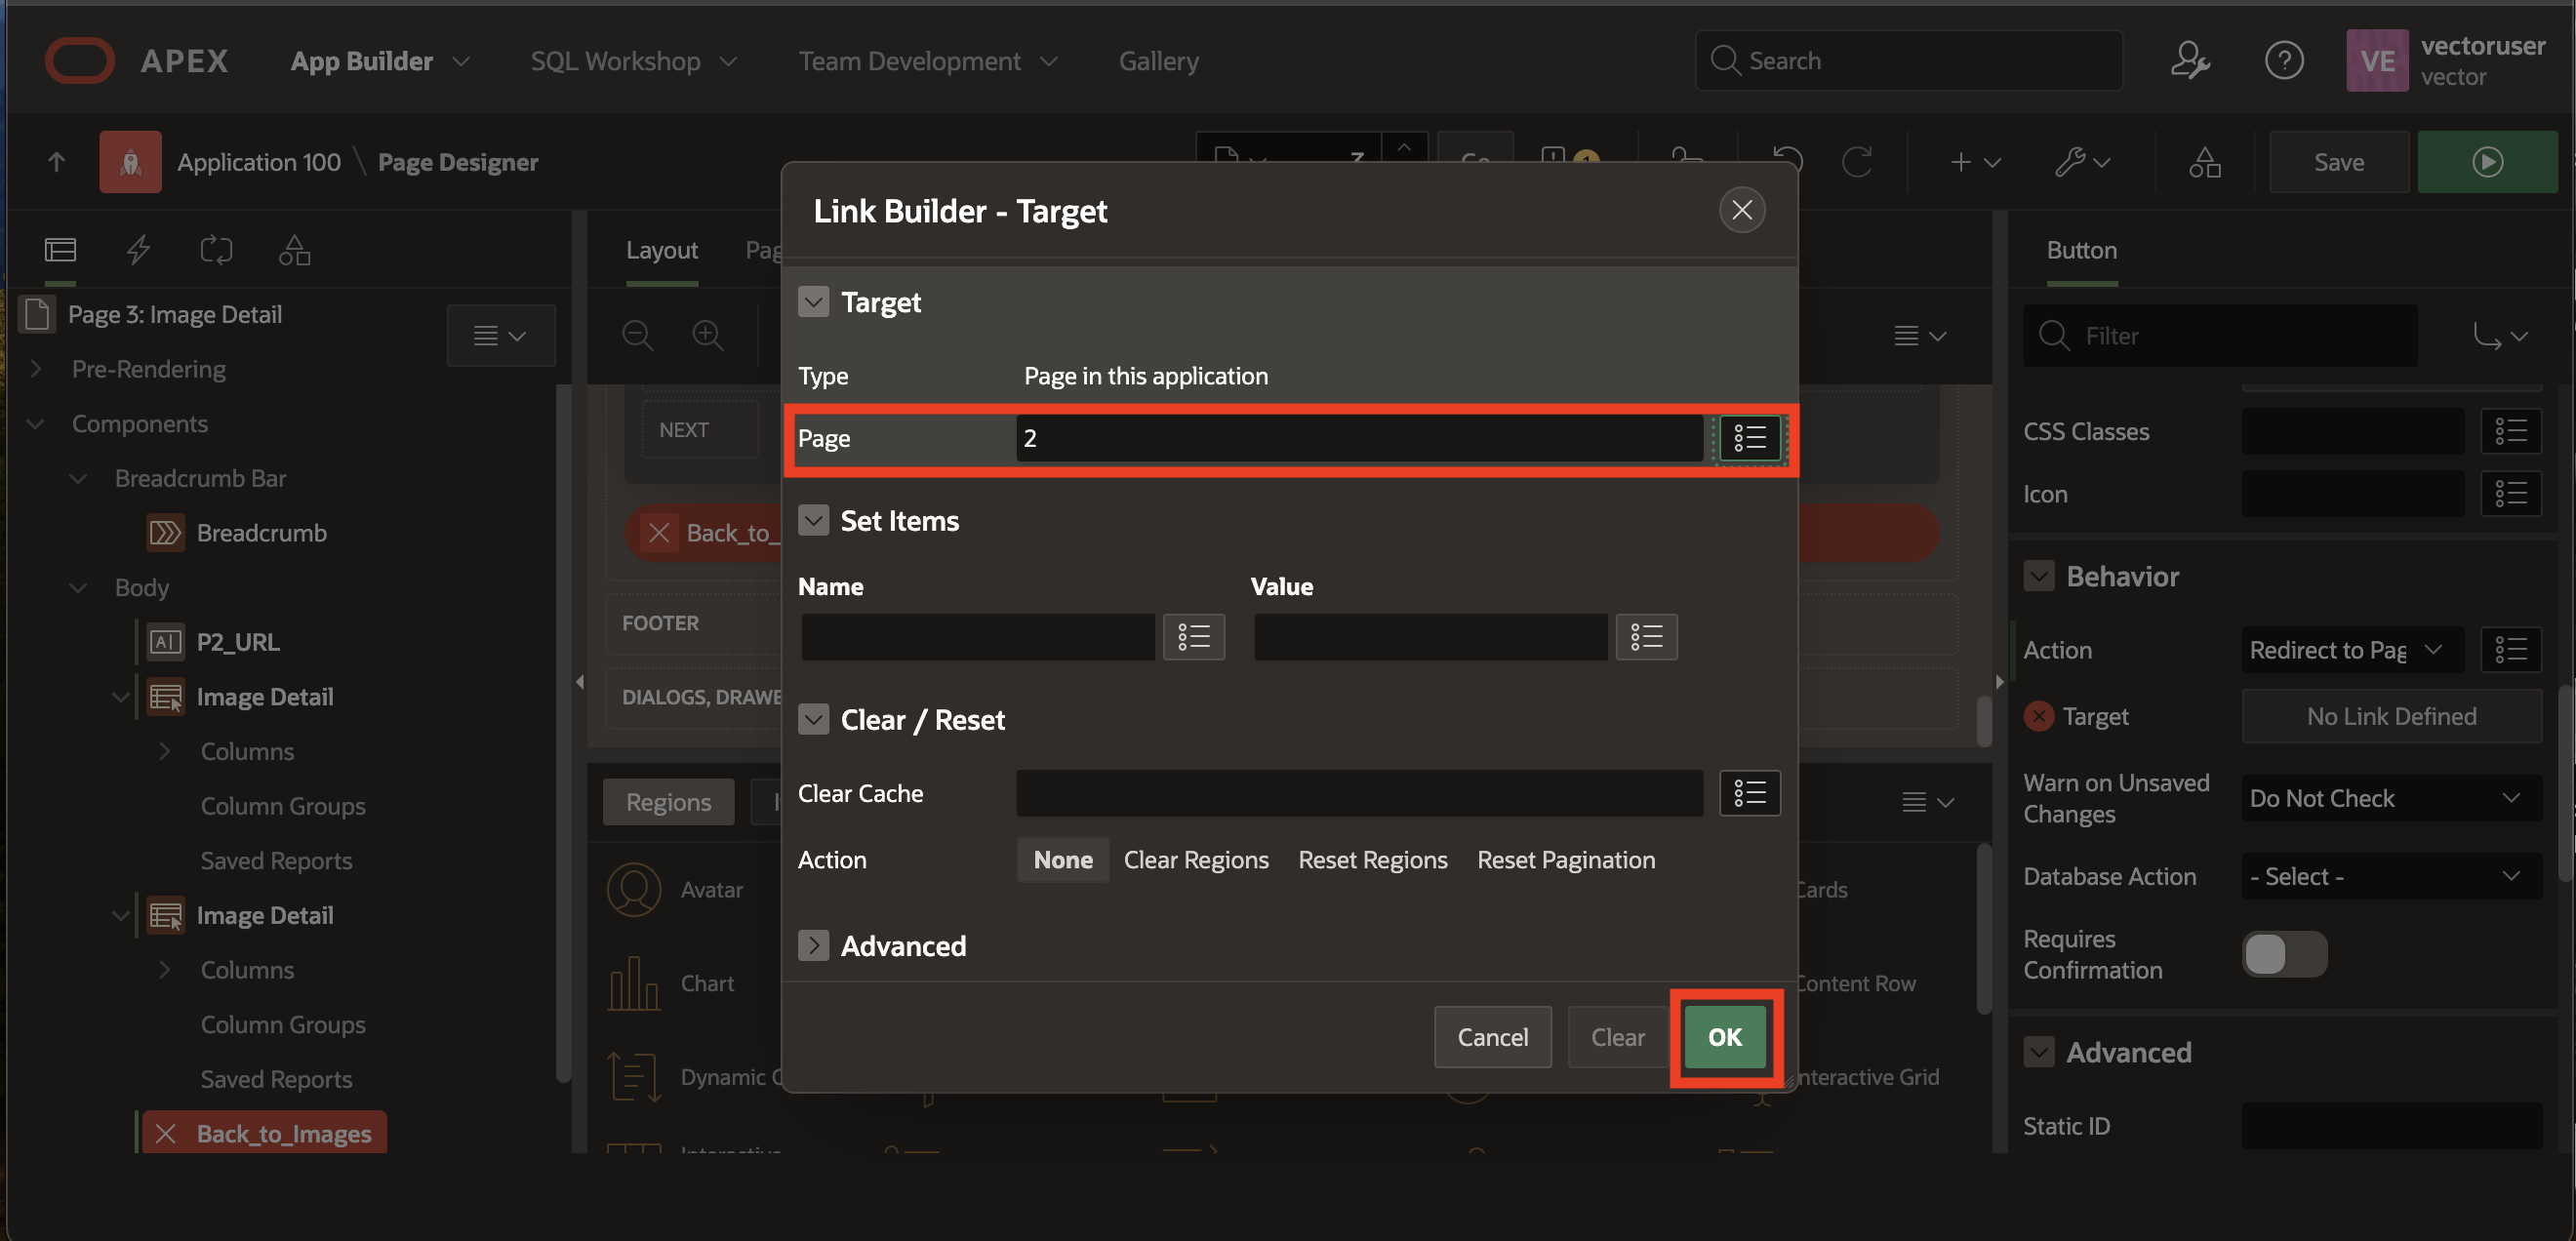 APEX
App Builder
SQL Workshop
Team Development
Gallery
Search
VE
vectoruser
vector
Application 100 \ Page Designer
3
Go
1
Save
Page 3: Image Detail
Pre-Rendering
Components
Breadcrumb Bar
Breadcrumb
Body
P2_URL
Image Detail
Columns
Column Groups
Saved Reports
Image Detail
Columns
Column Groups
Saved Reports
Back_to_Images
Layout
NEXT
Back_to_
FOOTER
DIALOGS, DRAWE
Regions
Avatar
Chart
Dynamic C
Interactive
Cards
Content Row
Interactive Grid
Link Builder - Target
Target
Type
Page in this application
Page
2
Set Items
Name
Value
Clear / Reset
Clear Cache
Action
None
Clear Regions
Reset Regions
Reset Pagination
Advanced
Cancel
Clear
OK
Button
Filter
CSS Classes
Icon
Behavior
Action
Redirect to Pag
Target
No Link Defined
Warn on Unsaved
Changes
Do Not Check
Database Action
- Select -
Requires
Confirmation
Advanced
Static ID